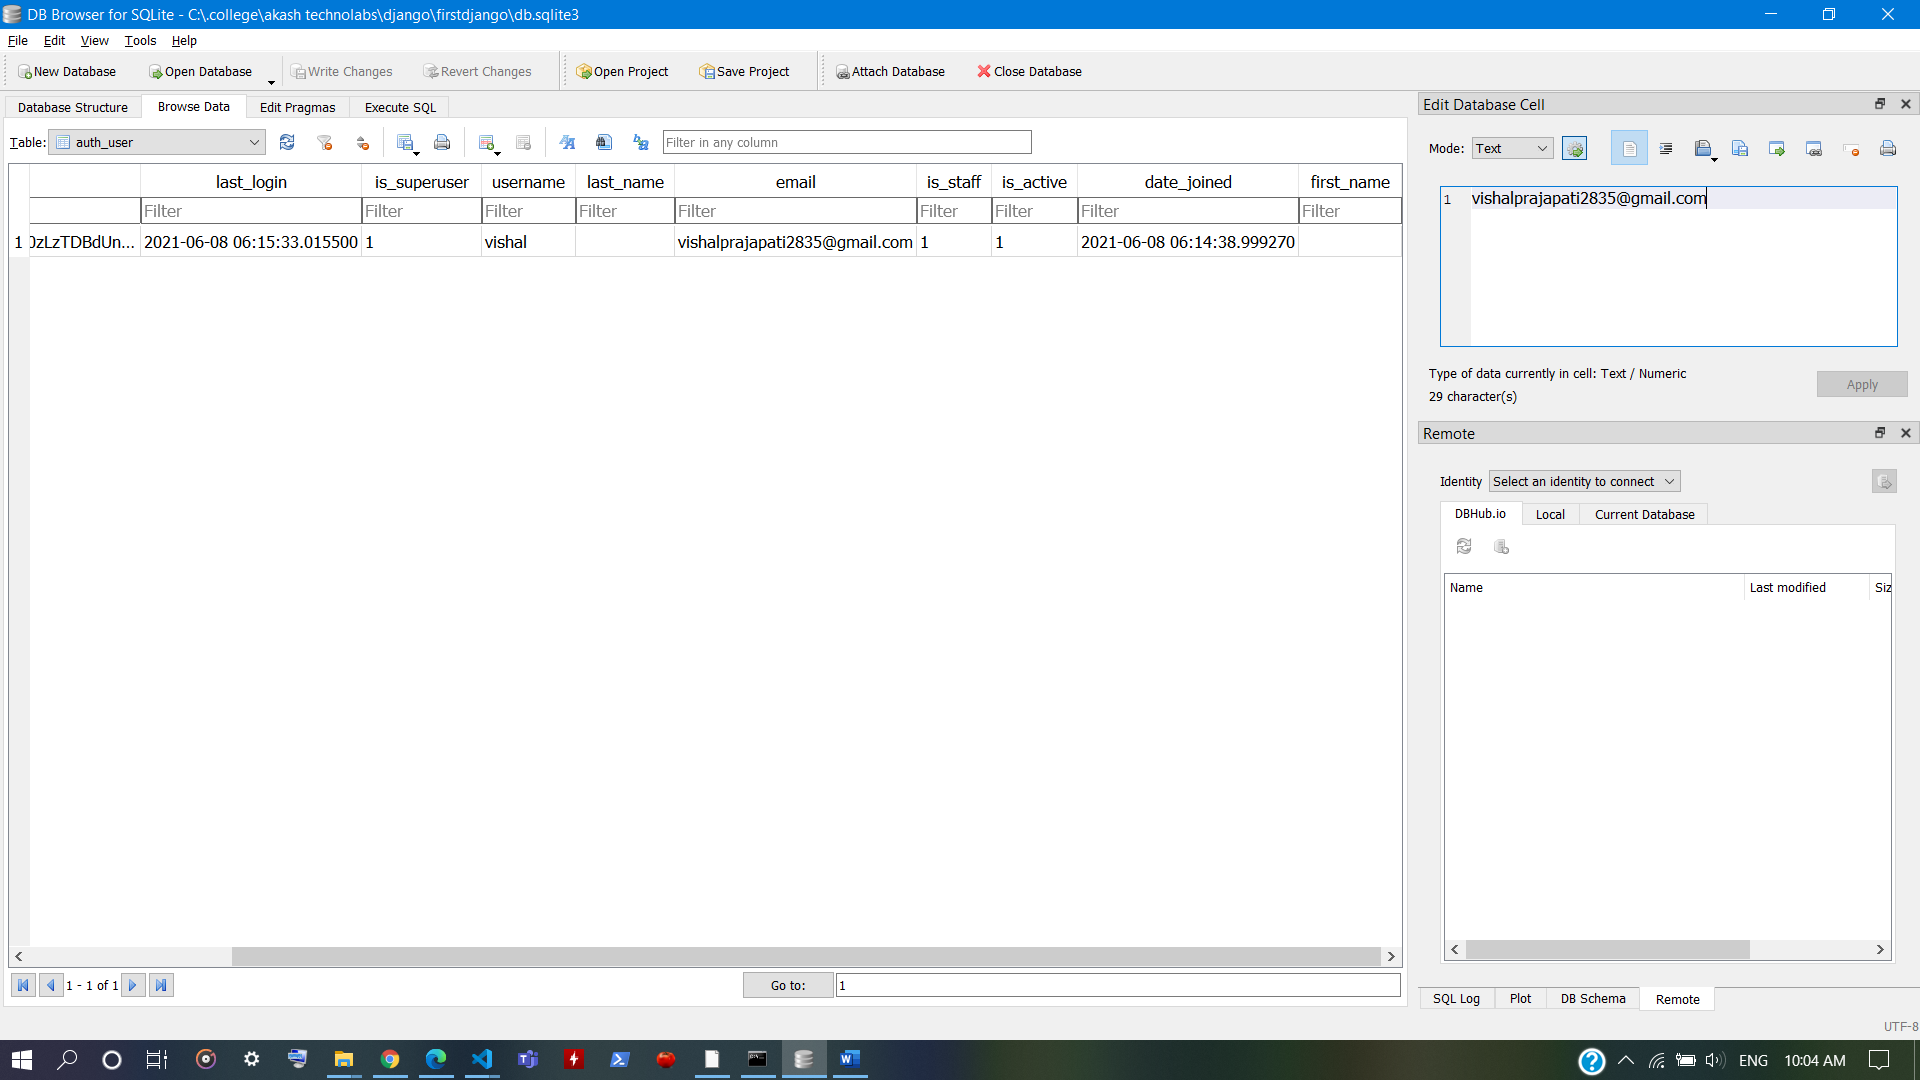 DB Browser for SQLite - C:\.college\akash technolabs\django\firstdjango\db.sqlite3
File Edit View Tools Help
New Database Open Database Write Changes Revert Changes Open Project Save Project Attach Database Close Database
Database Structure Browse Data Edit Pragmas Execute SQL
Table: auth_user Filter in any column
last_login is_superuser username last_name email is_staff is_active date_joined first_name
Filter Filter Filter Filter Filter Filter Filter Filter Filter
1 0zLzTDBdUn... 2021-06-08 06:15:33.015500 1 vishal vishalprajapati2835@gmail.com 1 1 2021-06-08 06:14:38.999270
1 - 1 of 1 Go to: 1
Edit Database Cell
Mode: Text
1 vishalprajapati2835@gmail.com
Type of data currently in cell: Text / Numeric
29 character(s)
Apply
Remote
Identity Select an identity to connect
DBHub.io Local Current Database
Name Last modified Siz
SQL Log Plot DB Schema Remote
UTF-8
ENG 10:04 AM